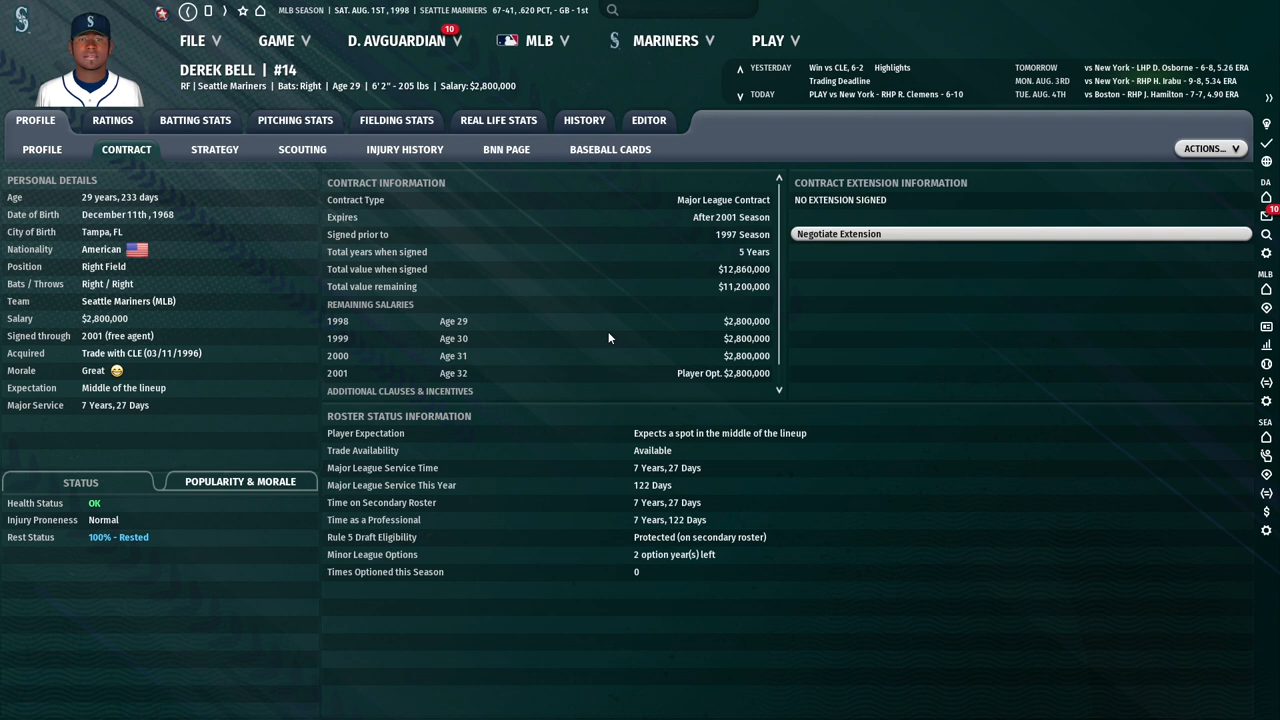 MLB SEASON | SAT. AUG. 1ST, 1998 | SEATTLE MARINERS 67-41, .620 PCT, - GB - 1st
FILE GAME D. AVGUARDIAN 10 MLB MARINERS PLAY
DEREK BELL | #14
RF | Seattle Mariners | Bats: Right | Age 29 | 6' 2" - 205 lbs | Salary: $2,800,000
YESTERDAY Win vs CLE, 6-2 Highlights TOMORROW vs New York - LHP D. Osborne - 6-8, 5.26 ERA
Trading Deadline MON. AUG. 3RD vs New York - RHP H. Irabu - 9-8, 5.34 ERA
TODAY PLAY vs New York - RHP R. Clemens - 6-10 TUE. AUG. 4TH vs Boston - RHP J. Hamilton - 7-7, 4.90 ERA
PROFILE RATINGS BATTING STATS PITCHING STATS FIELDING STATS REAL LIFE STATS HISTORY EDITOR
PROFILE CONTRACT STRATEGY SCOUTING INJURY HISTORY BNN PAGE BASEBALL CARDS ACTIONS...
PERSONAL DETAILS
Age 29 years, 233 days
Date of Birth December 11th, 1968
City of Birth Tampa, FL
Nationality American
Position Right Field
Bats / Throws Right / Right
Team Seattle Mariners (MLB)
Salary $2,800,000
Signed through 2001 (free agent)
Acquired Trade with CLE (03/11/1996)
Morale Great
Expectation Middle of the lineup
Major Service 7 Years, 27 Days
STATUS POPULARITY & MORALE
Health Status OK
Injury Proneness Normal
Rest Status 100% - Rested
CONTRACT INFORMATION
Contract Type Major League Contract
Expires After 2001 Season
Signed prior to 1997 Season
Total years when signed 5 Years
Total value when signed $12,860,000
Total value remaining $11,200,000
REMAINING SALARIES
1998 Age 29 $2,800,000
1999 Age 30 $2,800,000
2000 Age 31 $2,800,000
2001 Age 32 Player Opt. $2,800,000
ADDITIONAL CLAUSES & INCENTIVES
CONTRACT EXTENSION INFORMATION
NO EXTENSION SIGNED
Negotiate Extension
ROSTER STATUS INFORMATION
Player Expectation Expects a spot in the middle of the lineup
Trade Availability Available
Major League Service Time 7 Years, 27 Days
Major League Service This Year 122 Days
Time on Secondary Roster 7 Years, 27 Days
Time as a Professional 7 Years, 122 Days
Rule 5 Draft Eligibility Protected (on secondary roster)
Minor League Options 2 option year(s) left
Times Optioned this Season 0
DA
10
MLB
SEA